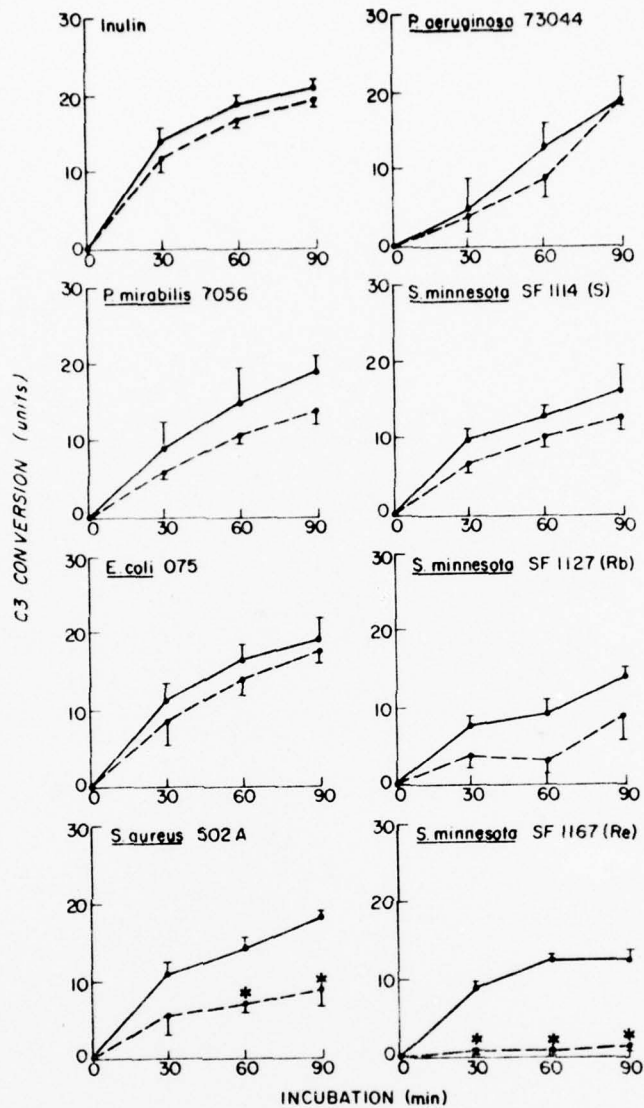 Inulin
30
20
10
0
0 30 60 90
P. aeruginosa 73044
30
20
10
0
0 30 60 90
P. mirabilis 7056
30
20
10
0
0 30 60 90
S. minnesota SF 1114 (S)
30
20
10
0
0 30 60 90
E. coli 075
30
20
10
0
0 30 60 90
S. minnesota SF 1127 (Rb)
30
20
10
0
0 30 60 90
S. aureus 502 A
30
20
10
0
* *
0 30 60 90
S. minnesota SF 1167 (Re)
30
20
10
0
* * *
0 30 60 90
C3 CONVERSION (units)
INCUBATION (min)